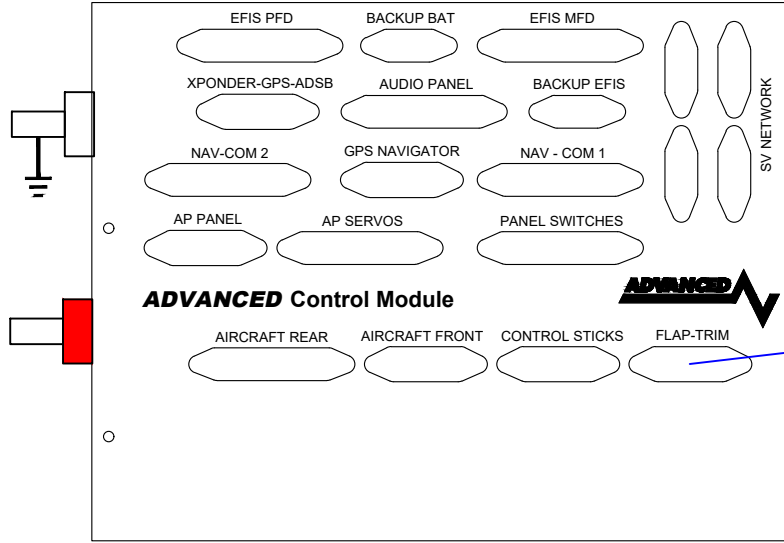 EFIS PFD BACKUP BAT EFIS MFD
XPONDER-GPS-ADSB AUDIO PANEL BACKUP EFIS
SV NETWORK
NAV-COM 2 GPS NAVIGATOR NAV - COM 1
AP PANEL AP SERVOS PANEL SWITCHES
ADVANCED Control Module
ADVANCED
AIRCRAFT REAR AIRCRAFT FRONT CONTROL STICKS FLAP-TRIM